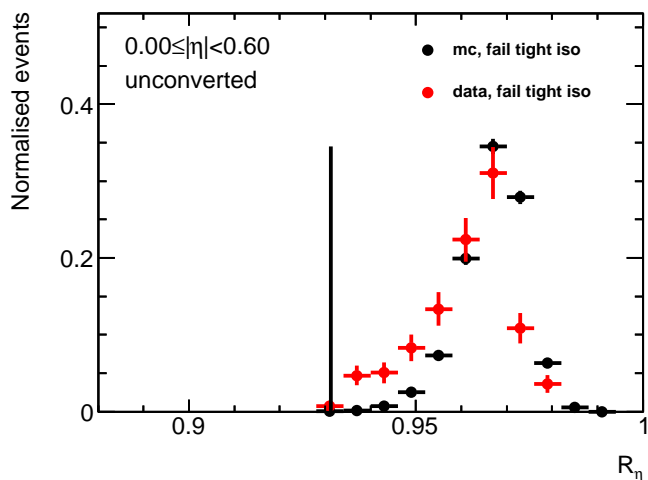 0.00≤|η|<0.60
unconverted
mc, fail tight iso
data, fail tight iso
Normalised events
0.4
0.2
0
0.9
0.95
1
R_η